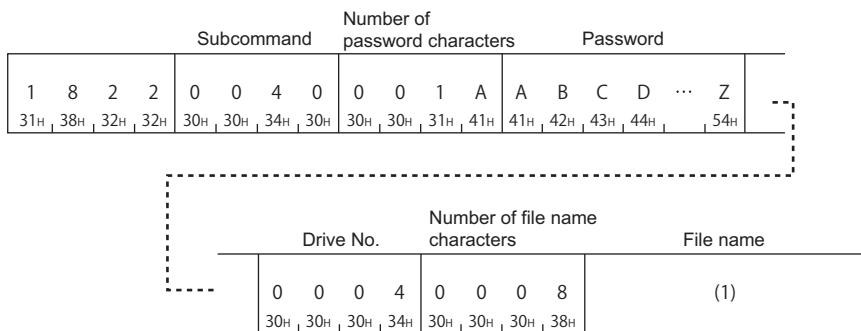 Number of
Subcommand password characters Password
1 8 2 2 0 0 4 0 0 0 1 A A B C D ... Z
31H 38H 32H 32H 30H 30H 34H 30H 30H 30H 31H 41H 41H 42H 43H 44H 54H
Number of file name
Drive No. characters File name
0 0 0 4 0 0 0 8 (1)
30H 30H 30H 34H 30H 30H 30H 38H